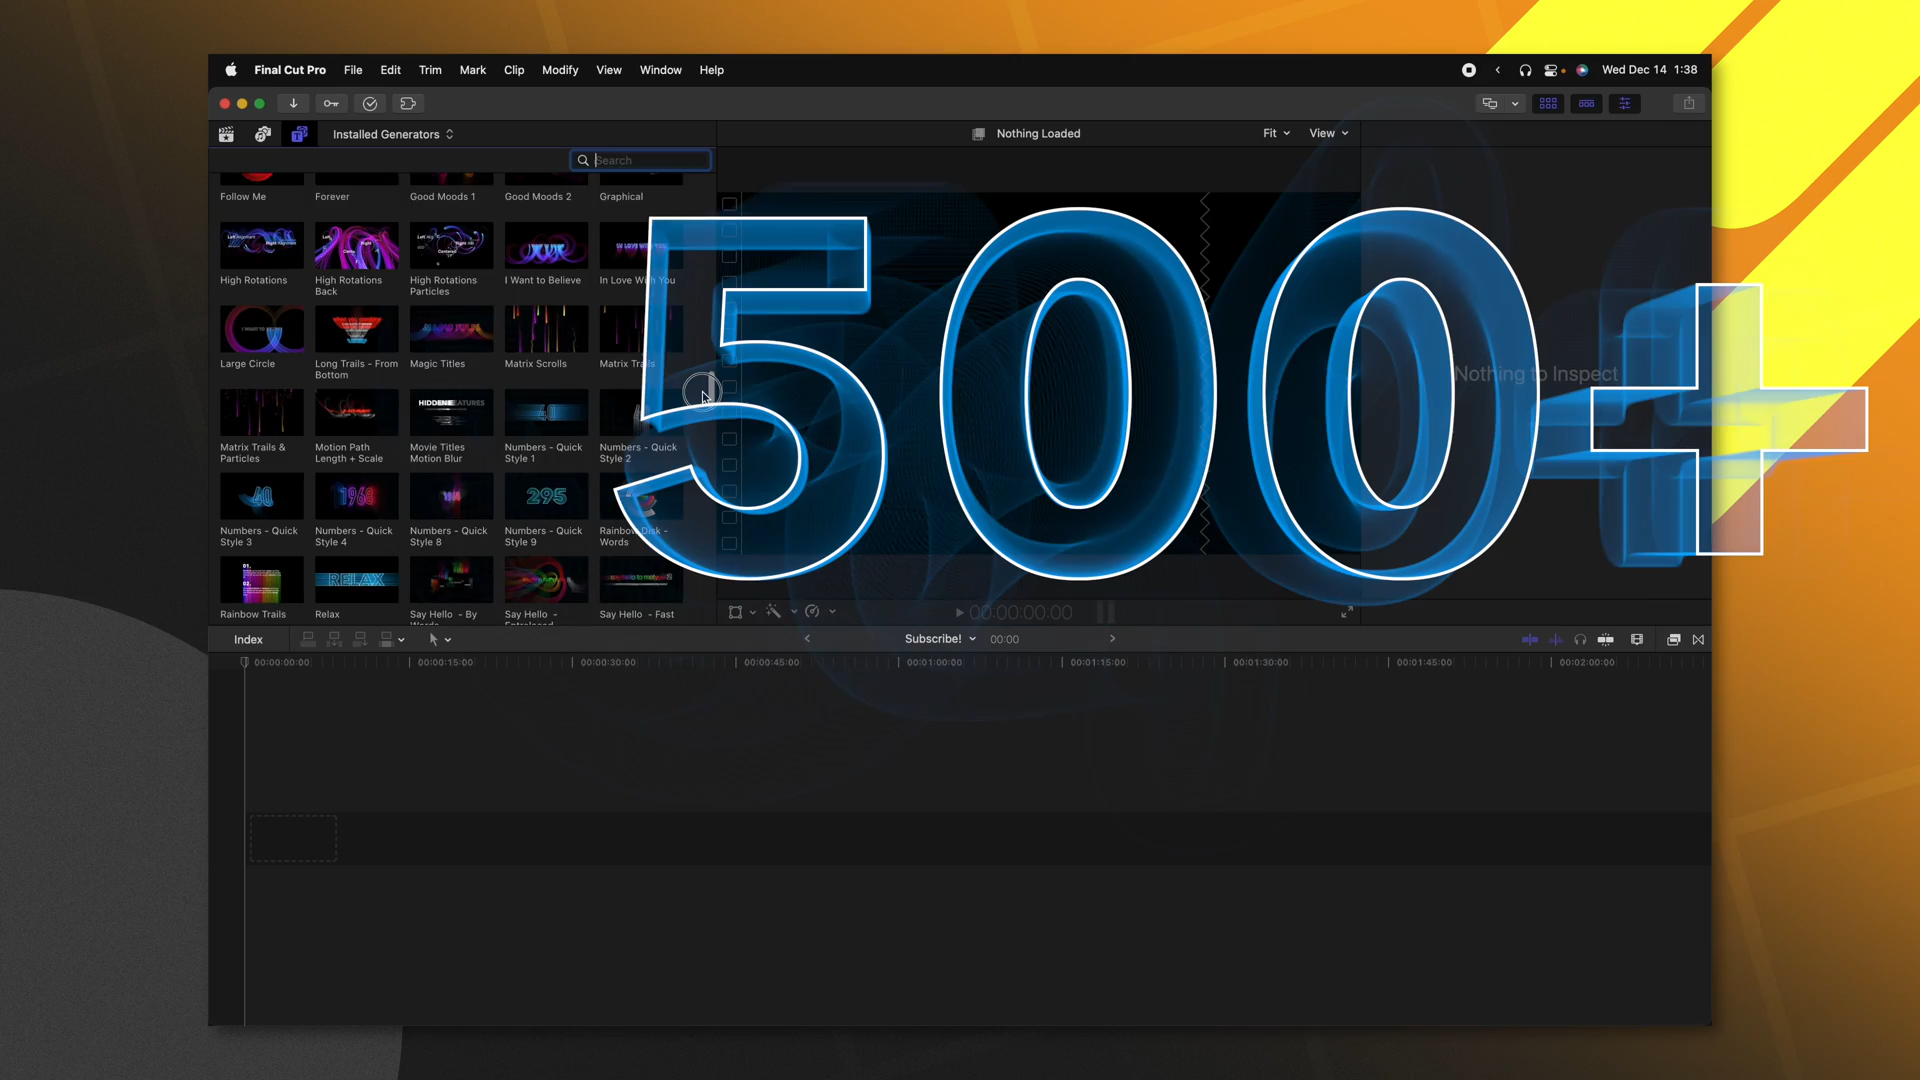 Final Cut Pro File Edit Trim Mark Clip Modify View Window Help
Wed Dec 14 1:38
Installed Generators
Nothing Loaded
Fit View
Search
Follow Me Forever Good Moods 1 Good Moods 2 Graphical
High Rotations High Rotations Back High Rotations Particles I Want to Believe In Love With You
Large Circle Long Trails - From Bottom Magic Titles Matrix Scrolls Matrix Trails
Matrix Trails & Particles Motion Path Length + Scale Movie Titles Motion Blur Numbers - Quick Style 1 Numbers - Quick Style 2
Numbers - Quick Style 3 Numbers - Quick Style 4 Numbers - Quick Style 8 Numbers - Quick Style 9 Rainbow Disk - Words
Rainbow Trails Relax Say Hello - By Words Say Hello - Say Hello - Fast
40 1968 295
RELAX
500+
Nothing to Inspect
00:00:00:00
Index
Subscribe! 00:00
00:00:00:00 00:00:15:00 00:00:30:00 00:00:45:00 00:01:00:00 00:01:15:00 00:01:30:00 00:01:45:00 00:02:00:00